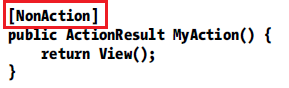 [NonAction]
public ActionResult MyAction() {
    return View();
}